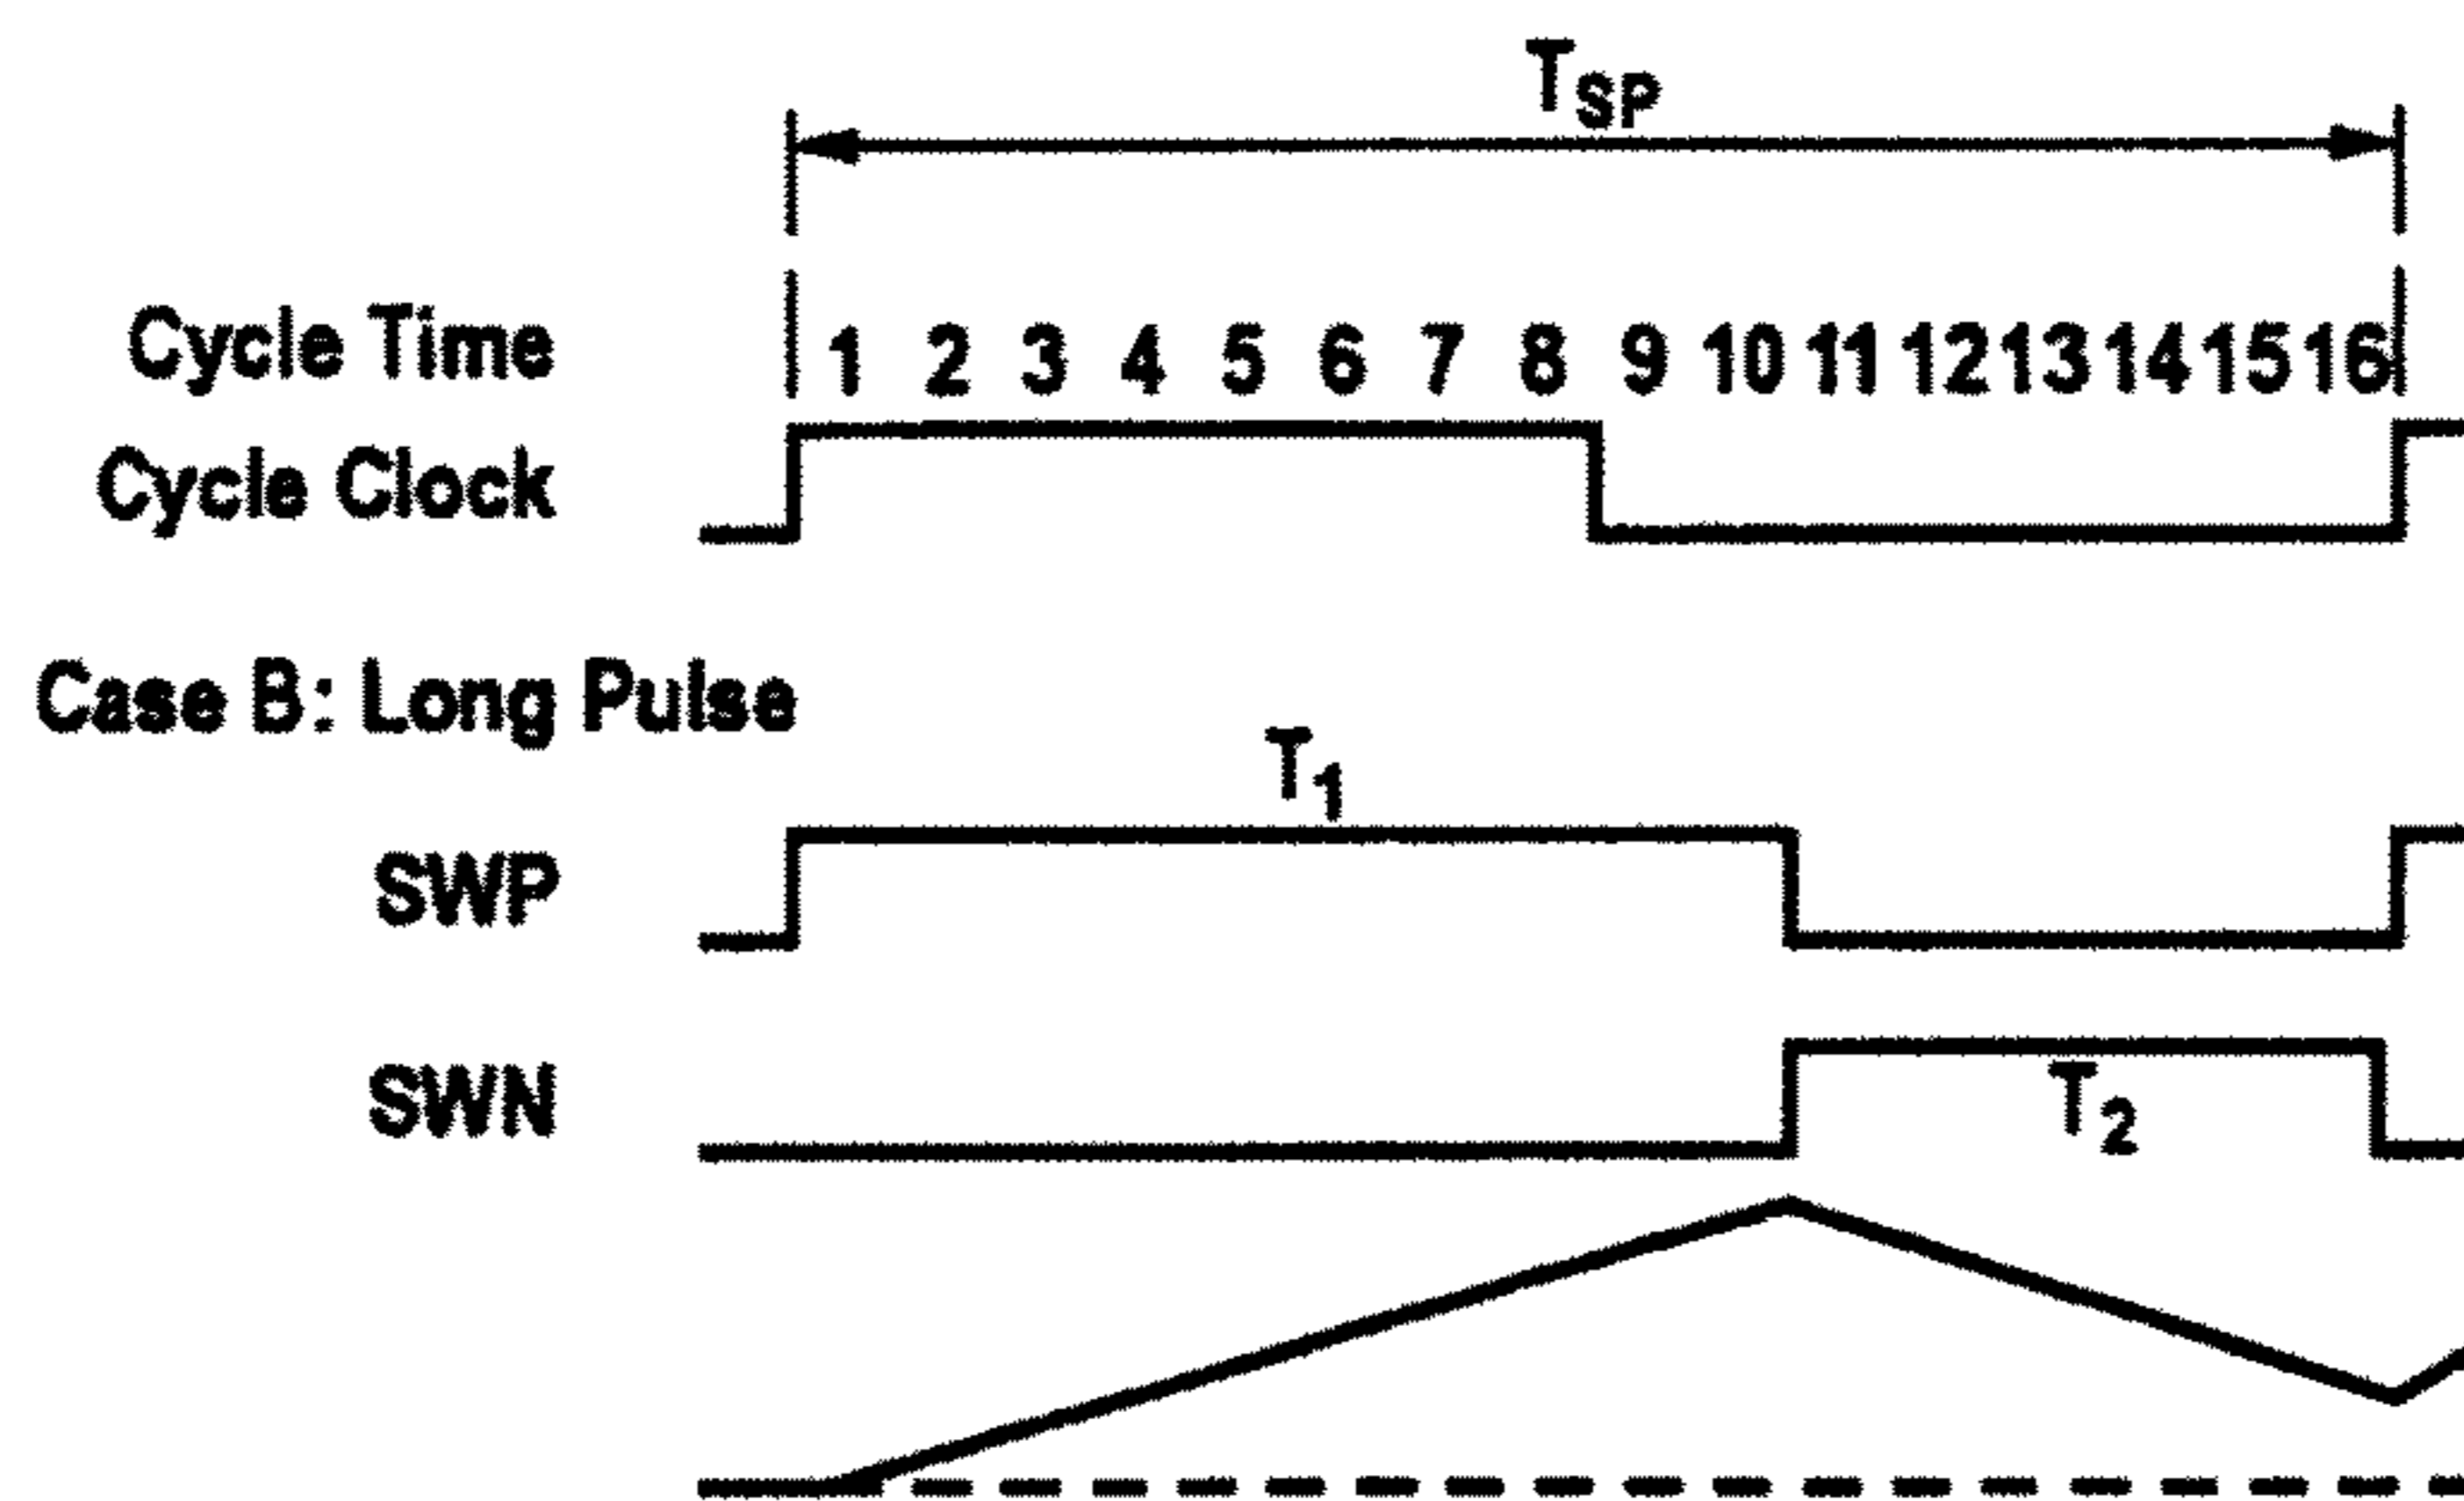 TSP
Cycle Time 1 2 3 4 5 6 7 8 9 10 11 12 13 14 15 16
Cycle Clock
Case B: Long Pulse
T1
SWP
SWN
T2